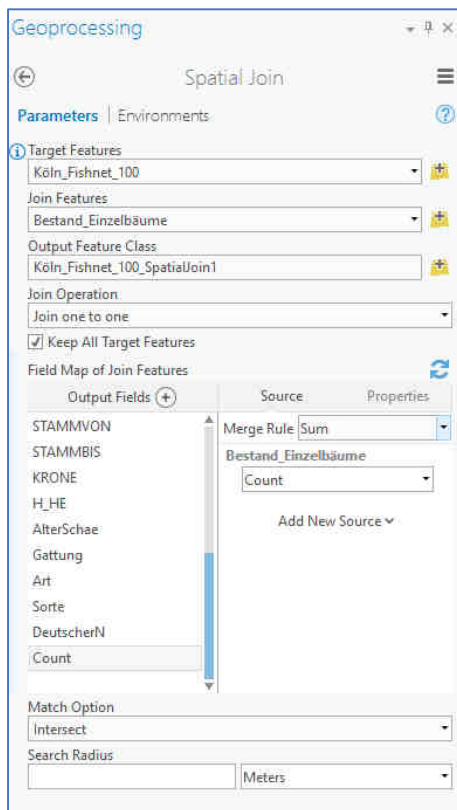 Geoprocessing
Spatial Join
Parameters | Environments
Target Features
Köln_Fishnet_100
Join Features
Bestand_Einzelbäume
Output Feature Class
Köln_Fishnet_100_SpatialJoin1
Join Operation
Join one to one
Keep All Target Features
Field Map of Join Features
Output Fields
Source Properties
STAMMVON
STAMMBIS
KRONE
H_HE
AlterSchae
Gattung
Art
Sorte
DeutscherN
Count
Merge Rule Sum
Bestand_Einzelbäume
Count
Add New Source
Match Option
Intersect
Search Radius
Meters